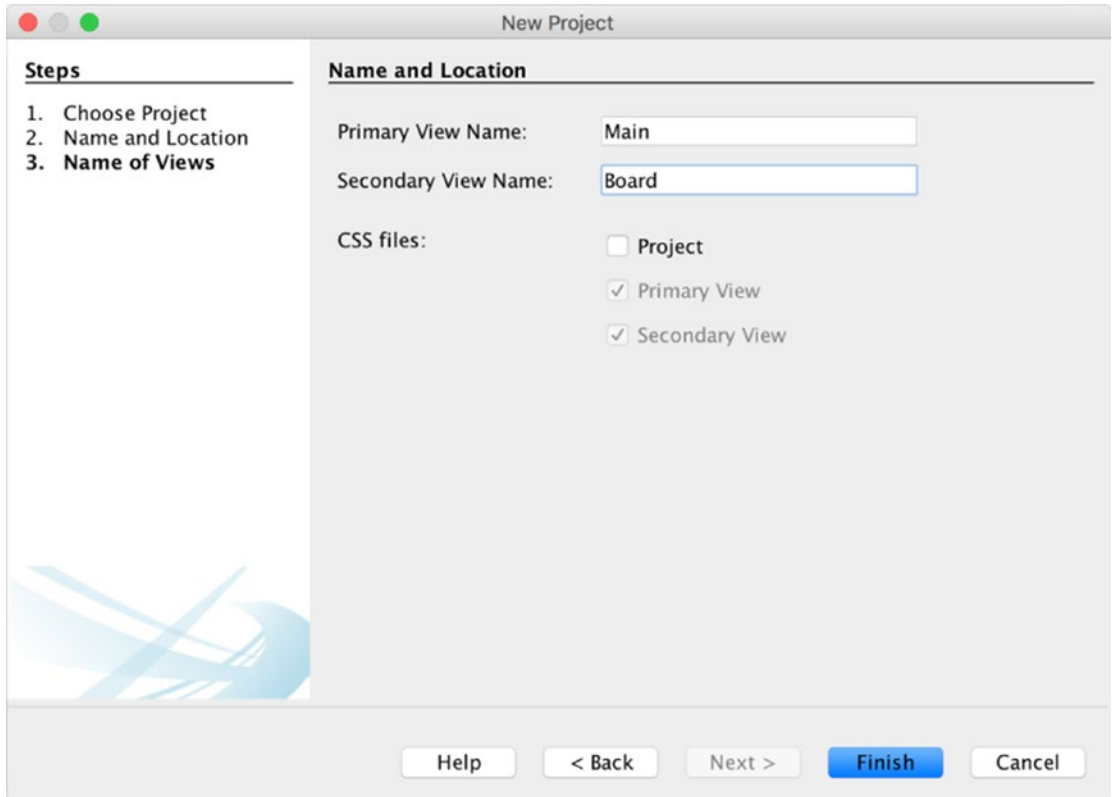 New Project
Steps
1. Choose Project
2. Name and Location
3. Name of Views
Name and Location
Primary View Name: Main
Secondary View Name: Board
CSS files: Project
Primary View
Secondary View
Help < Back Next > Finish Cancel